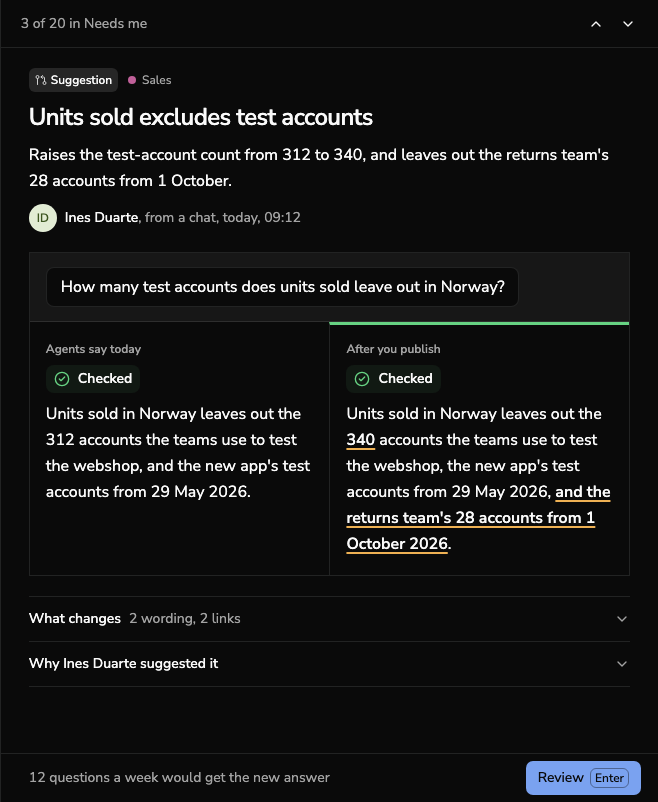 3 of 20 in Needs me
Suggestion
Sales
Units sold excludes test accounts
Raises the test-account count from 312 to 340, and leaves out the returns team's
28 accounts from 1 October.
ID
Ines Duarte, from a chat, today, 09:12
How many test accounts does units sold leave out in Norway?
Agents say today
Checked
Units sold in Norway leaves out the
312 accounts the teams use to test
the webshop, and the new app's test
accounts from 29 May 2026.
After you publish
Checked
Units sold in Norway leaves out the
340 accounts the teams use to test
the webshop, the new app's test
accounts from 29 May 2026, and the
returns team's 28 accounts from 1
October 2026.
What changes 2 wording, 2 links
Why Ines Duarte suggested it
12 questions a week would get the new answer
Review Enter